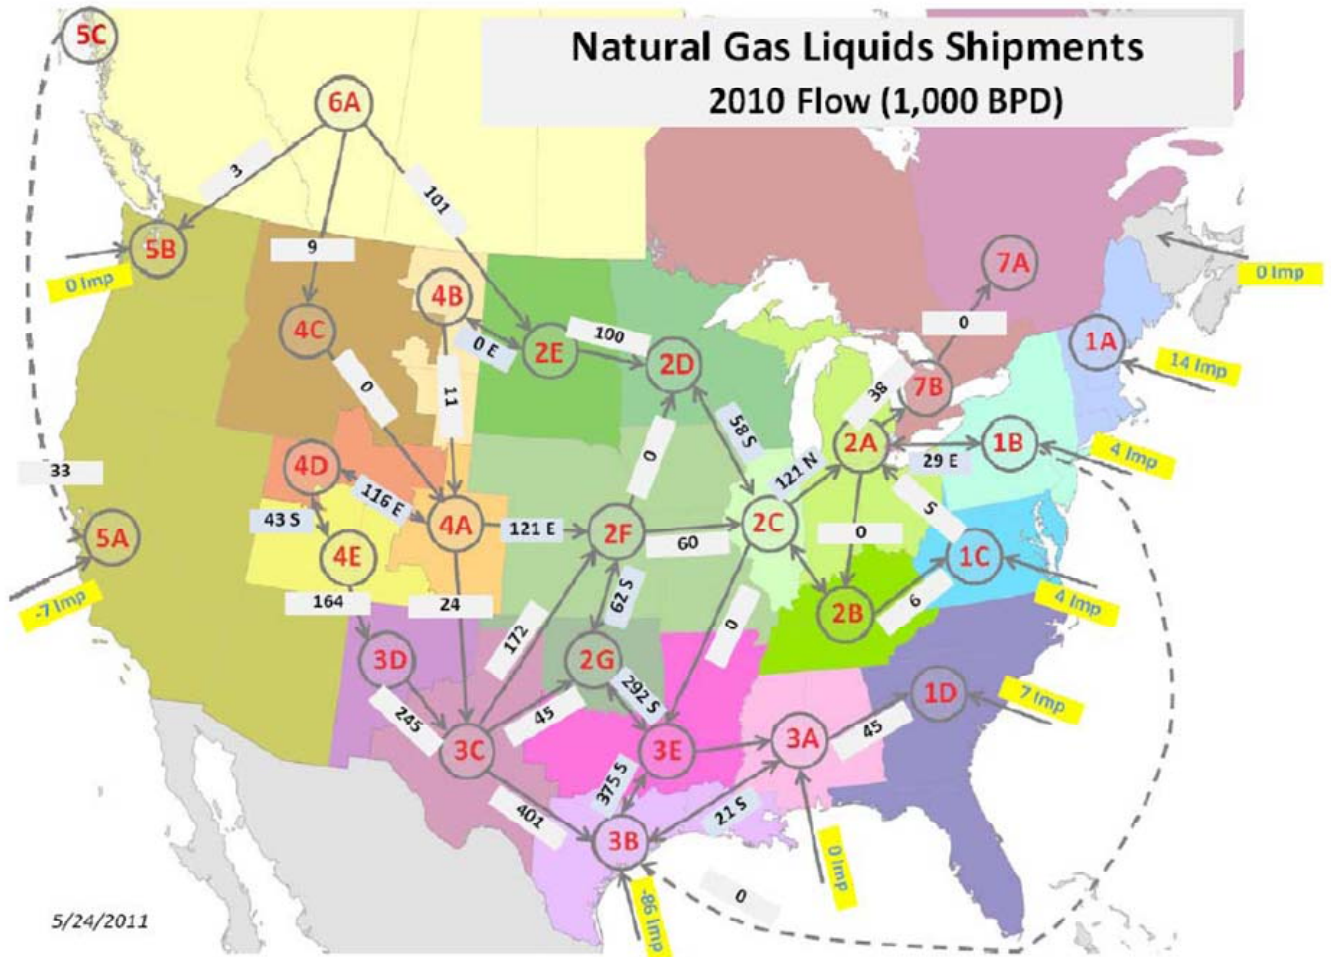 Natural Gas Liquids Shipments
2010 Flow (1,000 BPD)
5C
6A
3
101
9
5B
0 Imp
7A
0 Imp
4B
4C
0 E
2E
100
2D
0
7B
1A
14 Imp
0
11
38
58 S
2A
1B
29 E
4 Imp
33
4D
116 E
0
121 N
5
43 S
4A
121 E
2F
60
2C
0
1C
5A
4E
-7 Imp
164
24
62 S
2B
6
4 Imp
172
0
3D
2G
292 S
1D
7 Imp
245
45
3C
3E
3A
45
375 S
401
21 S
3B
0 Imp
-86 Imp
0
5/24/2011